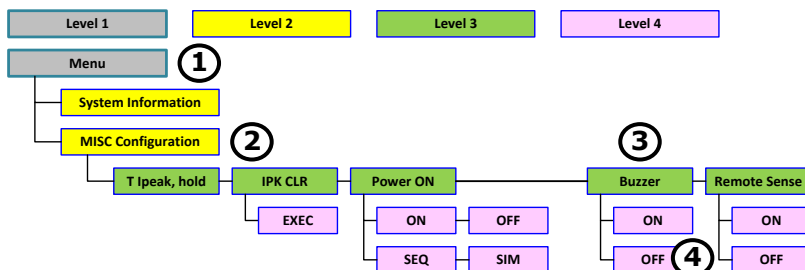 Level 1 Level 2 Level 3 Level 4
Menu 1
System Information
MISC Configuration 2 3
T Ipeak, hold IPK CLR Power ON Buzzer Remote Sense
EXEC ON OFF ON ON
SEQ SIM OFF 4 OFF